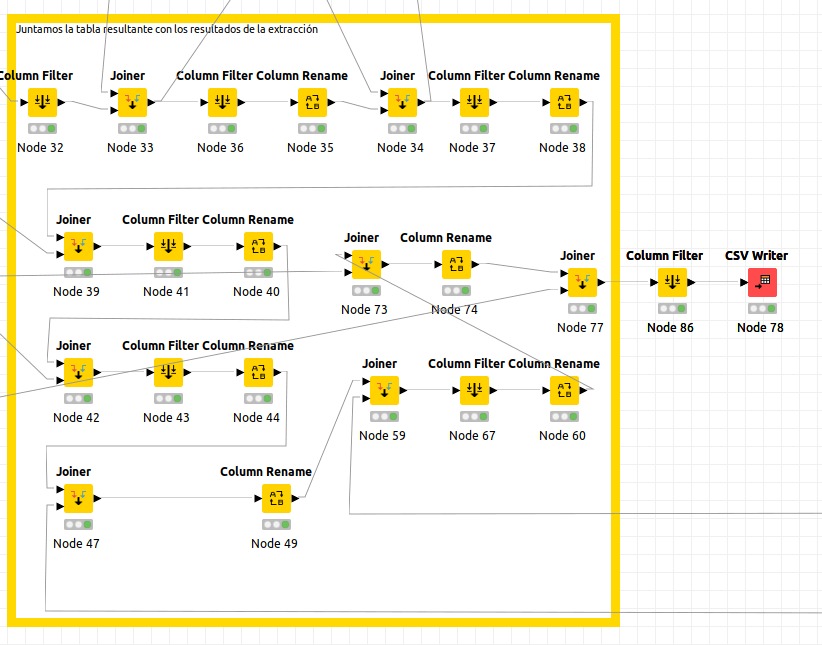 Juntamos la tabla resultante con los resultados de la extracción
Column Filter Joiner Column Filter Column Rename Joiner Column Filter Column Rename
Node 32 Node 33 Node 36 Node 35 Node 34 Node 37 Node 38
Joiner Column Filter Column Rename
Node 39 Node 41 Node 40
Joiner Column Rename
Node 73 Node 74
Joiner Column Filter CSV Writer
Node 77 Node 86 Node 78
Joiner Column Filter Column Rename
Node 42 Node 43 Node 44
Joiner Column Filter Column Rename
Node 59 Node 67 Node 60
Joiner Column Rename
Node 47 Node 49